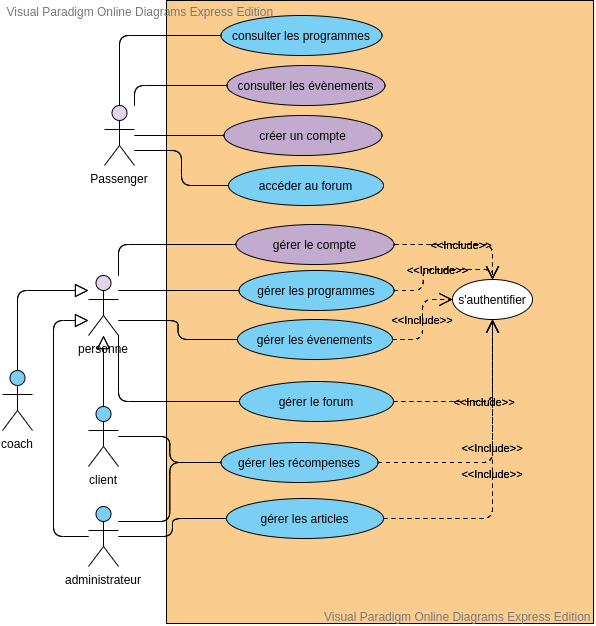 Visual Paradigm Online Diagrams Express Edition
consulter les programmes
consulter les évènements
créer un compte
Passenger
accéder au forum
gérer le compte
<<Include>>
<<Include>>
gérer les programmes
s'authentifier
<<Include>>
gérer les évenements
personne
gérer le forum
<<Include>>
coach
<<Include>>
gérer les récompenses
<<Include>>
client
gérer les articles
administrateur
Visual Paradigm Online Diagrams Express Edition